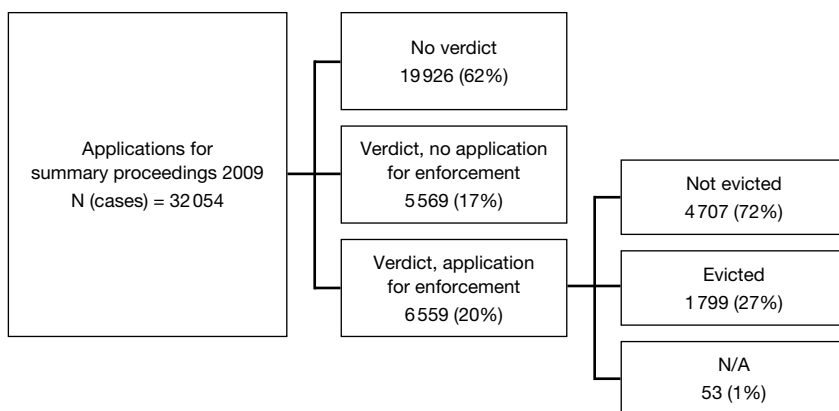 Applications for
summary proceedings 2009
N (cases) = 32 054
No verdict
19 926 (62%)
Verdict, no application
for enforcement
5 569 (17%)
Verdict, application
for enforcement
6 559 (20%)
Not evicted
4 707 (72%)
Evicted
1 799 (27%)
N/A
53 (1%)